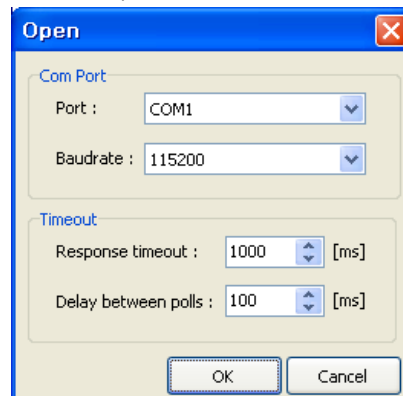 Open
Com Port
Port : COM1
Baudrate : 115200
Timeout
Response timeout : 1000 [ms]
Delay between polls : 100 [ms]
OK Cancel